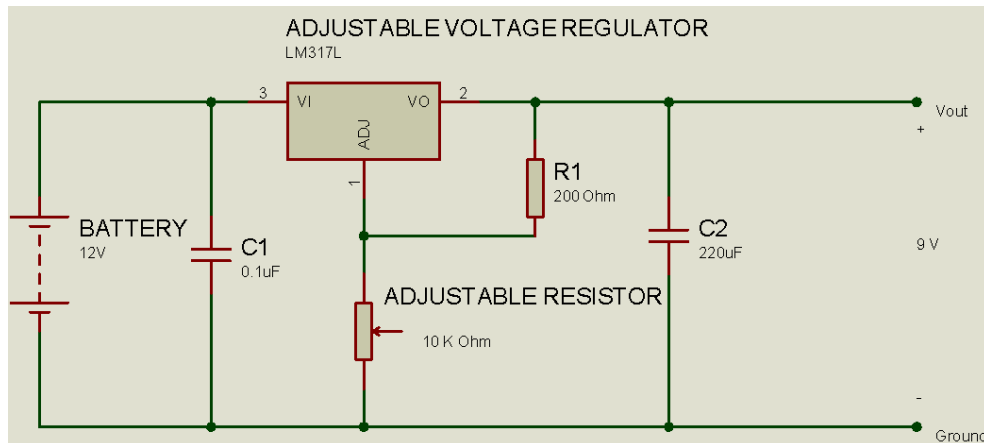 ADJUSTABLE VOLTAGE REGULATOR
LM317L
3
VI
VO
2
ADJ
1
Vout
+
R1
200 Ohm
BATTERY
12V
C1
0.1uF
C2
220uF
9 V
ADJUSTABLE RESISTOR
10 K Ohm
-
Ground